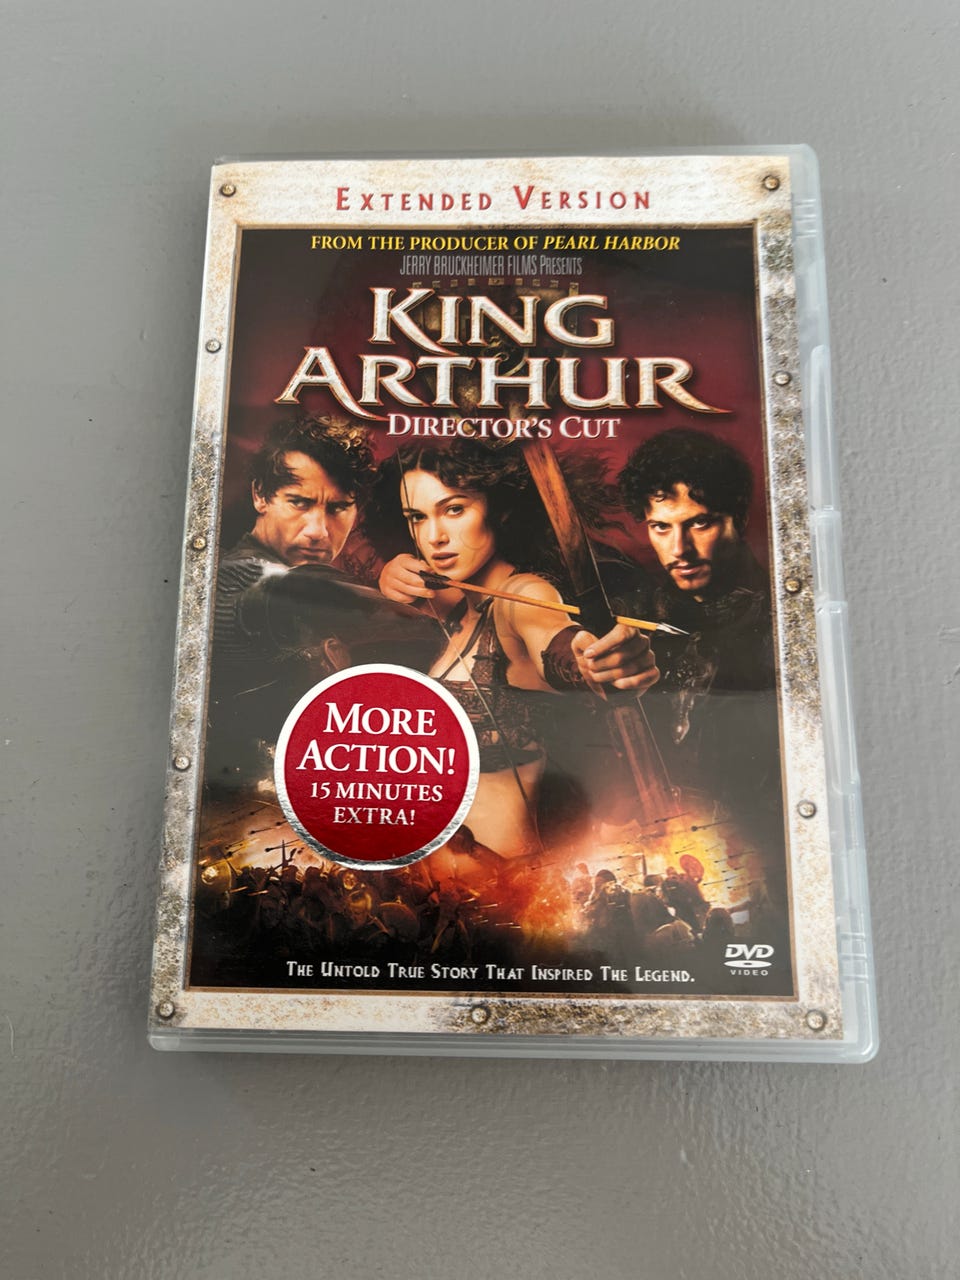 EXTENDED VERSION
FROM THE PRODUCER OF PEARL HARBOR
JERRY BRUCKHEIMER FILMS PRESENTS
KING
ARTHUR
DIRECTOR'S CUT
MORE
ACTION!
15 MINUTES
EXTRA!
THE UNTOLD TRUE STORY THAT INSPIRED THE LEGEND.
DVD
VIDEO